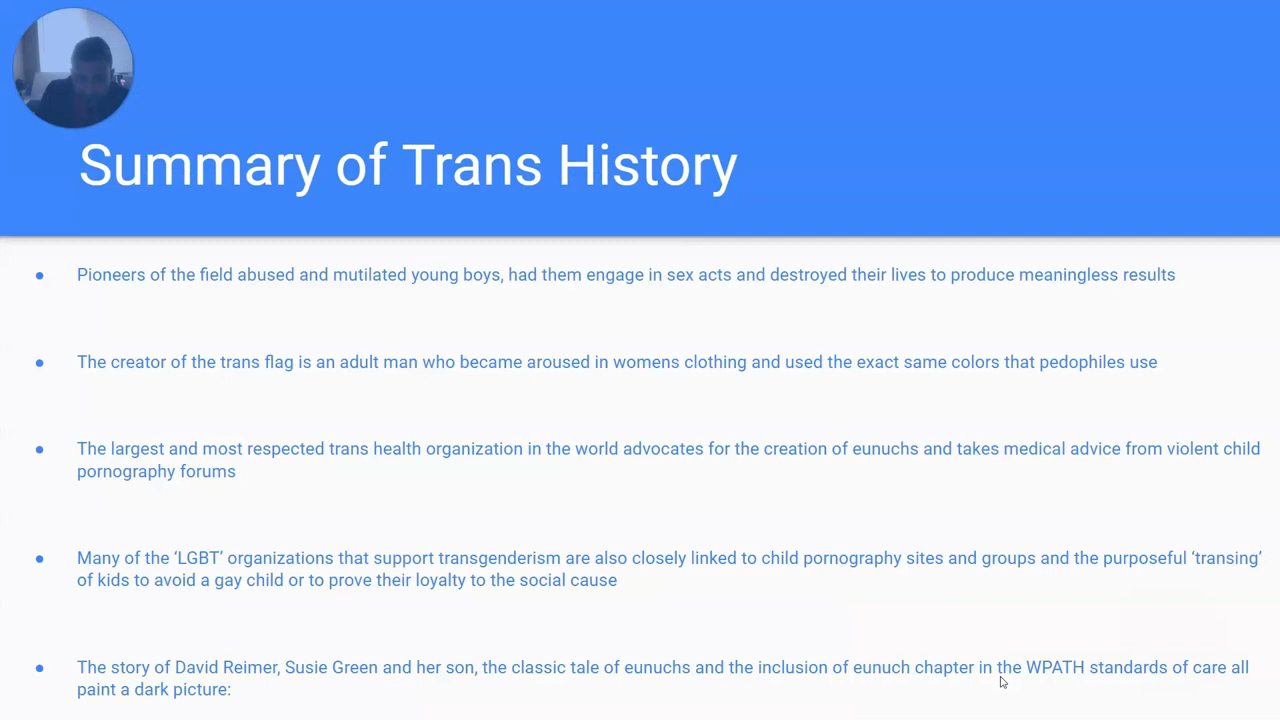 Summary of Trans History
Pioneers of the field abused and mutilated young boys, had them engage in sex acts and destroyed their lives to produce meaningless results
The creator of the trans flag is an adult man who became aroused in womens clothing and used the exact same colors that pedophiles use
The largest and most respected trans health organization in the world advocates for the creation of eunuchs and takes medical advice from violent child
pornography forums
Many of the ‘LGBT’ organizations that support transgenderism are also closely linked to child pornography sites and groups and the purposeful ‘transing’
of kids to avoid a gay child or to prove their loyalty to the social cause
The story of David Reimer, Susie Green and her son, the classic tale of eunuchs and the inclusion of eunuch chapter in the WPATH standards of care all
paint a dark picture: